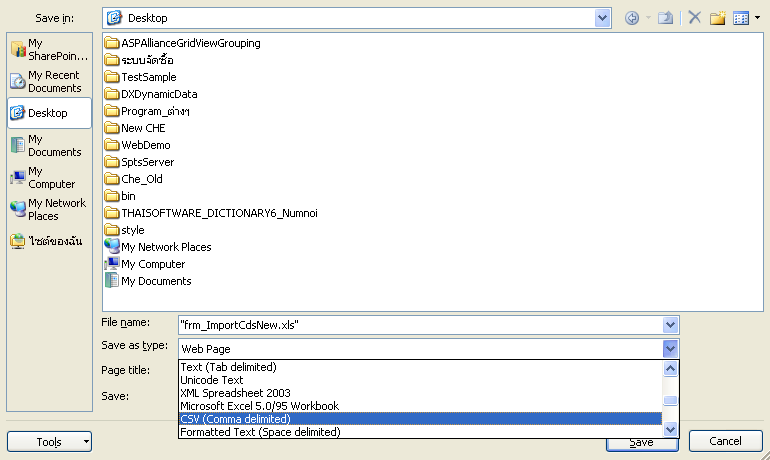 Save in:
Desktop
My SharePoin...
My Recent Documents
Desktop
My Documents
My Computer
My Network Places
ไซต์ของฉัน
ASPAllianceGridViewGrouping
ระบบจัดซื้อ
TestSample
DXDynamicData
Program_ต่างๆ
New CHE
WebDemo
SptsServer
Che_Old
bin
THAISOFTWARE_DICTIONARY6_Numnoi
style
My Network Places
My Computer
My Documents
File name:
"frm_ImportCdsNew.xls"
Save as type:
Web Page
Page title:
Save:
Text (Tab delimited)
Unicode Text
XML Spreadsheet 2003
Microsoft Excel 5.0/95 Workbook
CSV (Comma delimited)
Formatted Text (Space delimited)
Tools
Save
Cancel